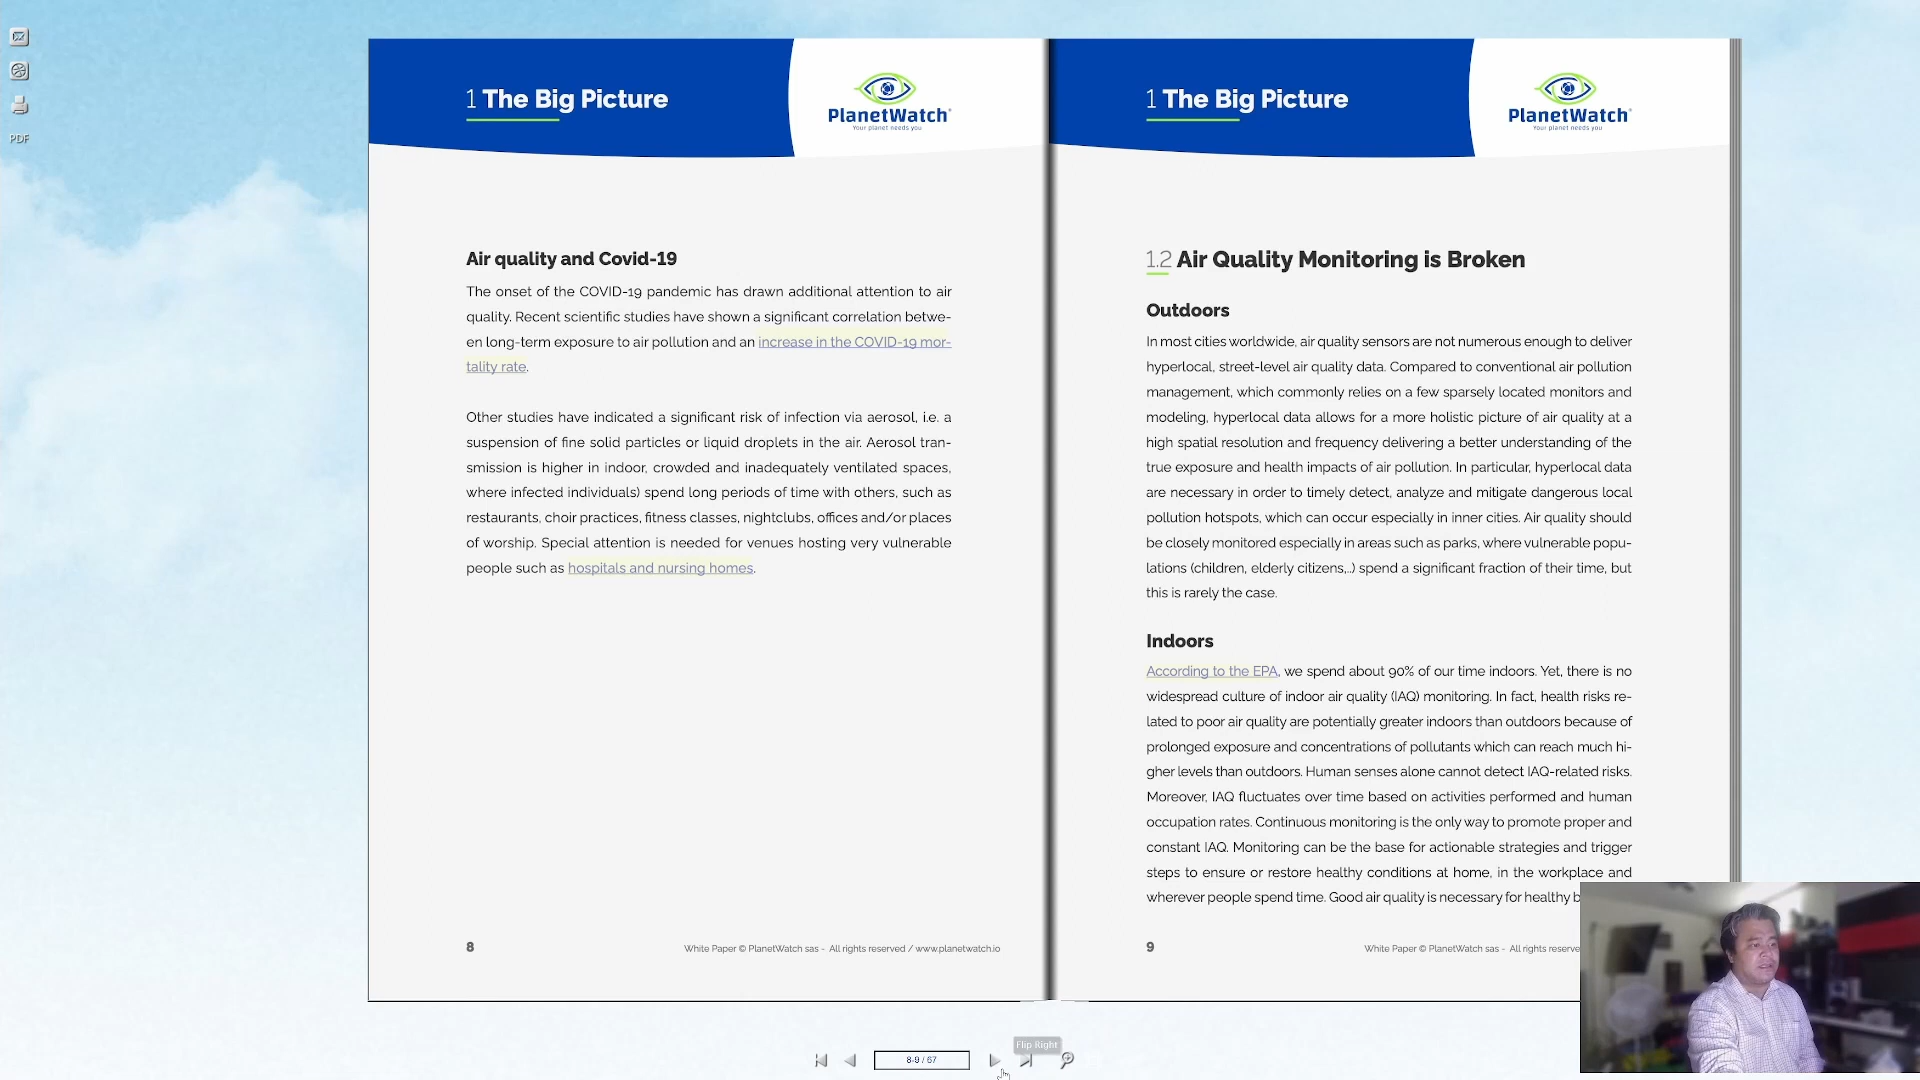 PDF
1 The Big Picture
PlanetWatch
Your planet needs you
Air quality and Covid-19
The onset of the COVID-19 pandemic has drawn additional attention to air
quality. Recent scientific studies have shown a significant correlation betwe-
en long-term exposure to air pollution and an increase in the COVID-19 mor-
tality rate.
Other studies have indicated a significant risk of infection via aerosol, i.e. a
suspension of fine solid particles or liquid droplets in the air. Aerosol tran-
smission is higher in indoor, crowded and inadequately ventilated spaces,
where infected individuals) spend long periods of time with others, such as
restaurants, choir practices, fitness classes, nightclubs, offices and/or places
of worship. Special attention is needed for venues hosting very vulnerable
people such as hospitals and nursing homes.
8
White Paper © PlanetWatch sas - All rights reserved / www.planetwatch.io
1 The Big Picture
PlanetWatch
Your planet needs you
1.2 Air Quality Monitoring is Broken
Outdoors
In most cities worldwide, air quality sensors are not numerous enough to deliver
hyperlocal, street-level air quality data. Compared to conventional air pollution
management, which commonly relies on a few sparsely located monitors and
modeling, hyperlocal data allows for a more holistic picture of air quality at a
high spatial resolution and frequency delivering a better understanding of the
true exposure and health impacts of air pollution. In particular, hyperlocal data
are necessary in order to timely detect, analyze and mitigate dangerous local
pollution hotspots, which can occur especially in inner cities. Air quality should
be closely monitored especially in areas such as parks, where vulnerable popu-
lations (children, elderly citizens,..) spend a significant fraction of their time, but
this is rarely the case.
Indoors
According to the EPA, we spend about 90% of our time indoors. Yet, there is no
widespread culture of indoor air quality (IAQ) monitoring. In fact, health risks re-
lated to poor air quality are potentially greater indoors than outdoors because of
prolonged exposure and concentrations of pollutants which can reach much hi-
gher levels than outdoors. Human senses alone cannot detect IAQ-related risks.
Moreover, IAQ fluctuates over time based on activities performed and human
occupation rates. Continuous monitoring is the only way to promote proper and
constant IAQ. Monitoring can be the base for actionable strategies and trigger
steps to ensure or restore healthy conditions at home, in the workplace and
wherever people spend time. Good air quality is necessary for healthy b
9
White Paper © PlanetWatch sas - All rights reserve
Flip Right
8-9 / 67